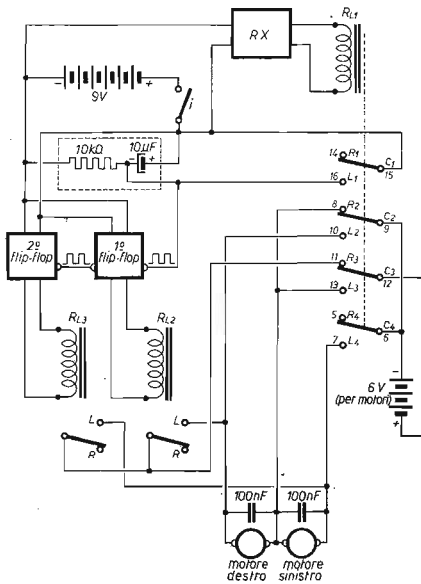 RX
RL1
- +
9V
i
10kΩ
10µF
- +
14 R1
C1
15
16 L1
8 R2
C2
9
10 L2
11 R3
C3
12
13 L3
5 R4
C4
6
7 L4
2º
flip-flop
1º
flip-flop
RL3
RL2
-
6V
(per motori)
+
L
R
L
R
100nF
100nF
motore
destro
motore
sinistro